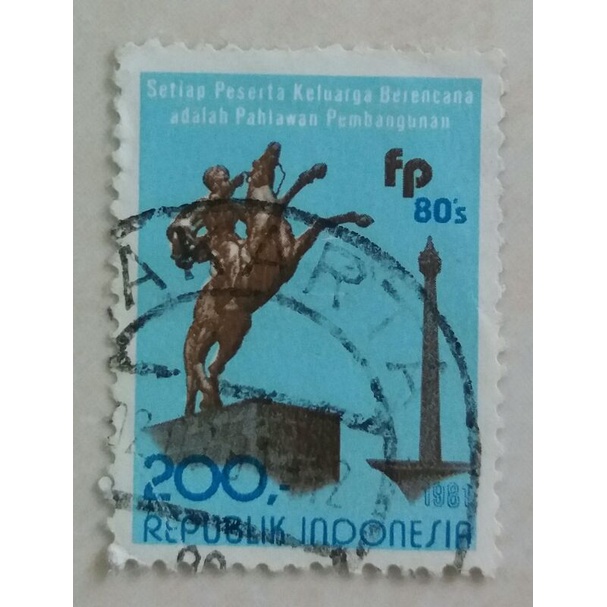 Setiap Peserta Keluarga Berencana
adalah Pahlawan Pembangunan
fp
80's
200,-
1981
REPUBLIK INDONESIA